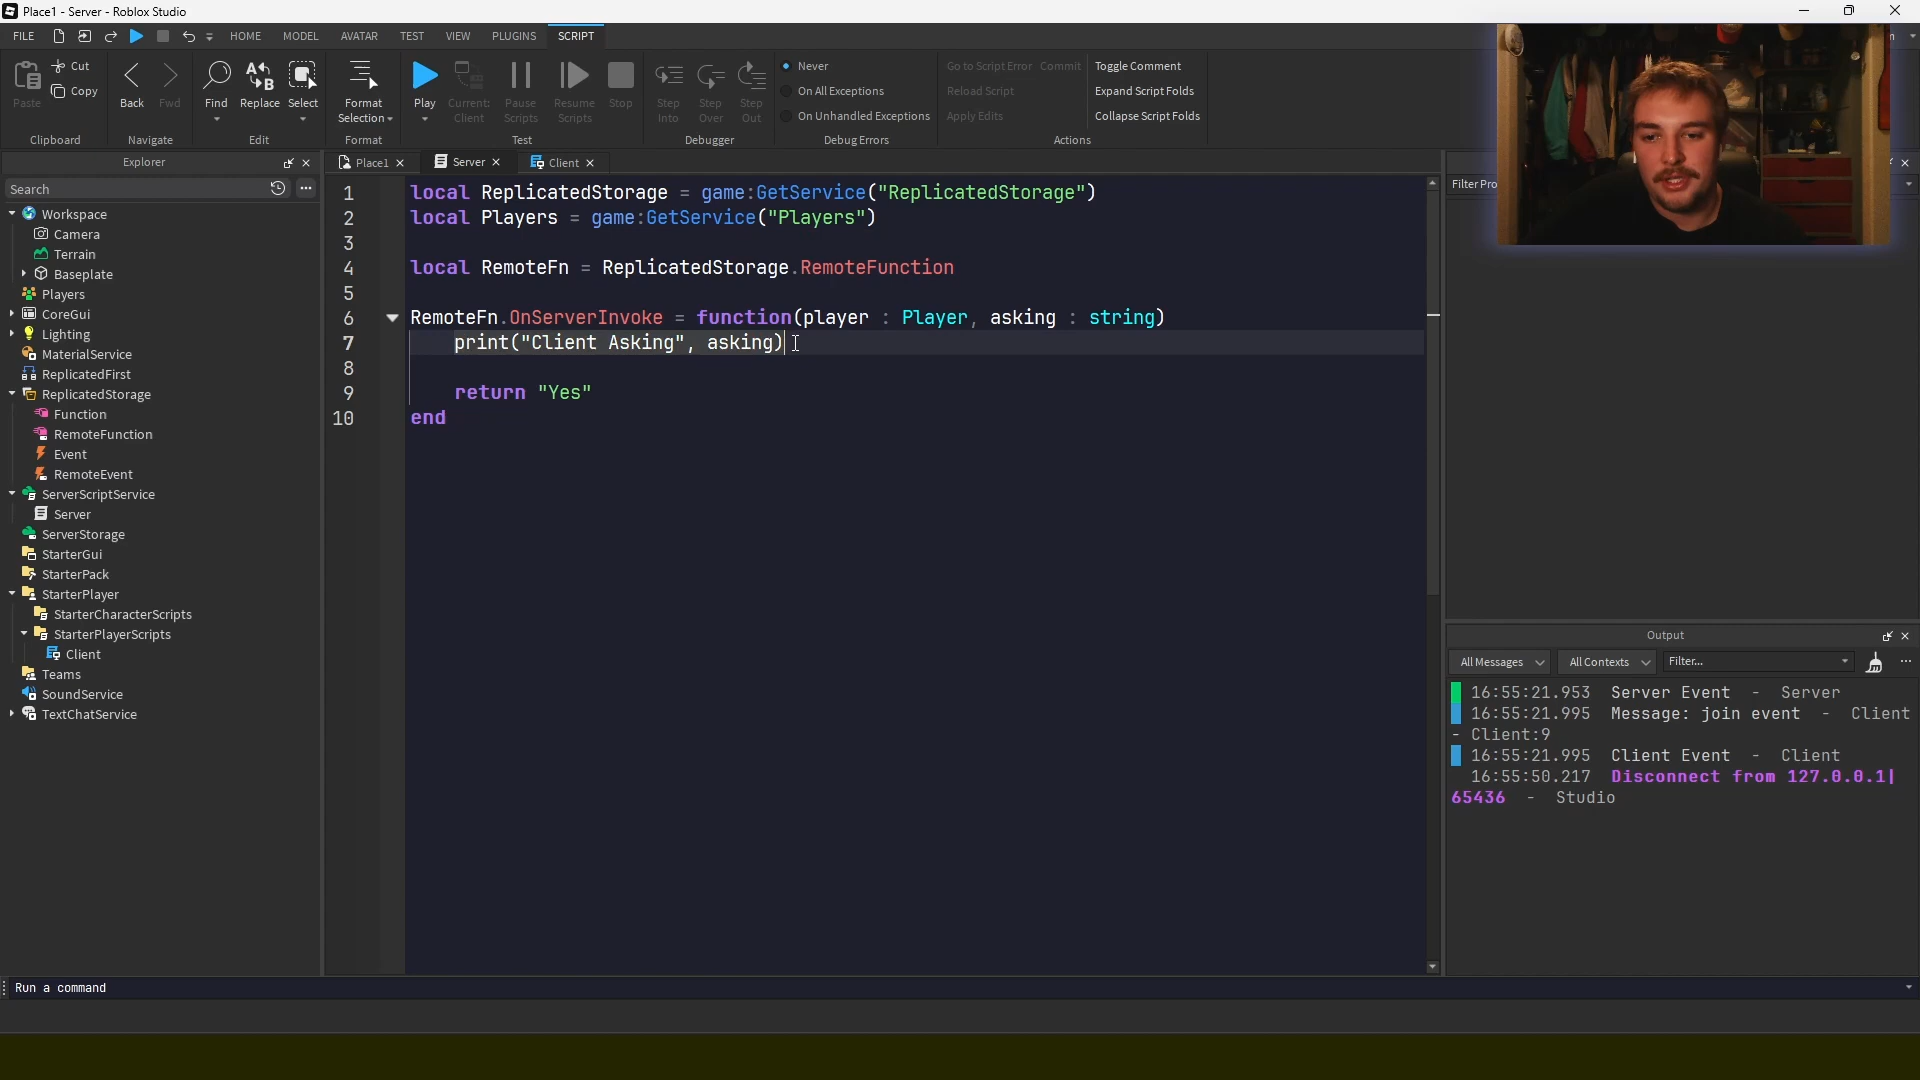 Place1 - Server - Roblox Studio
FILE
HOME
MODEL
AVATAR
TEST
VIEW
PLUGINS
SCRIPT
Paste
Cut
Copy
Clipboard
Back
Fwd
Navigate
Find
Replace
Select
Edit
Format
Selection
Format
Play
Current:
Client
Pause
Scripts
Resume
Scripts
Stop
Test
Step
Into
Step
Over
Step
Out
Debugger
Never
On All Exceptions
On Unhandled Exceptions
Debug Errors
Go to Script Error
Commit
Reload Script
Apply Edits
Toggle Comment
Expand Script Folds
Collapse Script Folds
Actions
Explorer
Search
Workspace
Camera
Terrain
Baseplate
Players
CoreGui
Lighting
MaterialService
ReplicatedFirst
ReplicatedStorage
Function
RemoteFunction
Event
RemoteEvent
ServerScriptService
Server
ServerStorage
StarterGui
StarterPack
StarterPlayer
StarterCharacterScripts
StarterPlayerScripts
Client
Teams
SoundService
TextChatService
Place1
Server
Client
1 local ReplicatedStorage = game:GetService("ReplicatedStorage")
2 local Players = game:GetService("Players")
3
4 local RemoteFn = ReplicatedStorage.RemoteFunction
5
6 RemoteFn.OnServerInvoke = function(player : Player, asking : string)
7 print("Client Asking", asking)
8
9 return "Yes"
10 end
Filter Pro
Output
All Messages
All Contexts
Filter...
16:55:21.953 Server Event - Server
16:55:21.995 Message: join event - Client
- Client:9
16:55:21.995 Client Event - Client
16:55:50.217 Disconnect from 127.0.0.1|
65436 - Studio
Run a command